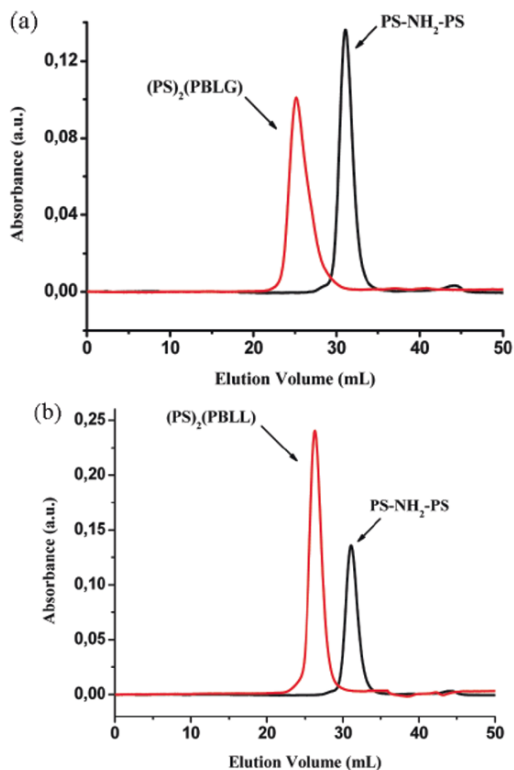 (a)
PS-NH₂-PS
(PS)₂(PBLG)
Absorbance (a.u.)
0,12
0,08
0,04
0,00
0 10 20 30 40 50
Elution Volume (mL)
(b)
(PS)₂(PBLL)
PS-NH₂-PS
Absorbance (a.u.)
0,25
0,20
0,15
0,10
0,05
0,00
0 10 20 30 40 50
Elution Volume (mL)